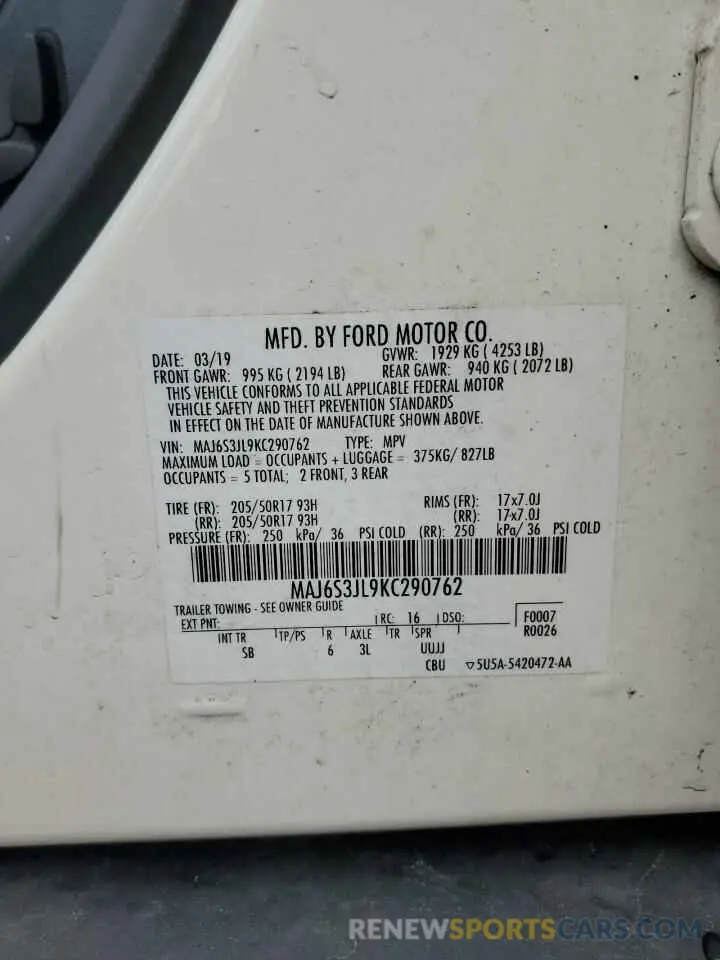 MFD. BY FORD MOTOR CO.
DATE: 03/19 GVWR: 1929 KG ( 4253 LB)
FRONT GAWR: 995 KG ( 2194 LB) REAR GAWR: 940 KG ( 2072 LB)
THIS VEHICLE CONFORMS TO ALL APPLICABLE FEDERAL MOTOR
VEHICLE SAFETY AND THEFT PREVENTION STANDARDS
IN EFFECT ON THE DATE OF MANUFACTURE SHOWN ABOVE.
VIN: MAJ6S3JL9KC290762 TYPE: MPV
MAXIMUM LOAD = OCCUPANTS + LUGGAGE = 375KG/ 827LB
OCCUPANTS = 5 TOTAL; 2 FRONT, 3 REAR
TIRE (FR): 205/50R17 93H RIMS (FR): 17x7.0J
(RR): 205/50R17 93H (RR): 17x7.0J
PRESSURE (FR): 250 kPa/ 36 PSI COLD (RR): 250 kPa/ 36 PSI COLD
MAJ6S3JL9KC290762
TRAILER TOWING - SEE OWNER GUIDE
EXT PNT: RC: 16 DSO: F0007
R0026
INT TR TP/PS R AXLE TR SPR
SB 6 3L UUJJ
CBU ▽5U5A-5420472-AA
RENEWSPORTSCARS.COM